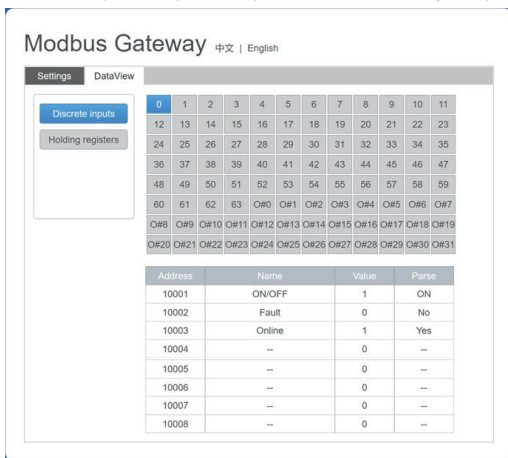 Modbus Gateway 中文 | English
Settings DataView
Discrete inputs
Holding registers
0 1 2 3 4 5 6 7 8 9 10 11
12 13 14 15 16 17 18 19 20 21 22 23
24 25 26 27 28 29 30 31 32 33 34 35
36 37 38 39 40 41 42 43 44 45 46 47
48 49 50 51 52 53 54 55 56 57 58 59
60 61 62 63 O#0 O#1 O#2 O#3 O#4 O#5 O#6 O#7
O#8 O#9 O#10 O#11 O#12 O#13 O#14 O#15 O#16 O#17 O#18 O#19
O#20 O#21 O#22 O#23 O#24 O#25 O#26 O#27 O#28 O#29 O#30 O#31
Address Name Value Parse
10001 ON/OFF 1 ON
10002 Fault 0 No
10003 Online 1 Yes
10004 -- 0 --
10005 -- 0 --
10006 -- 0 --
10007 -- 0 --
10008 -- 0 --